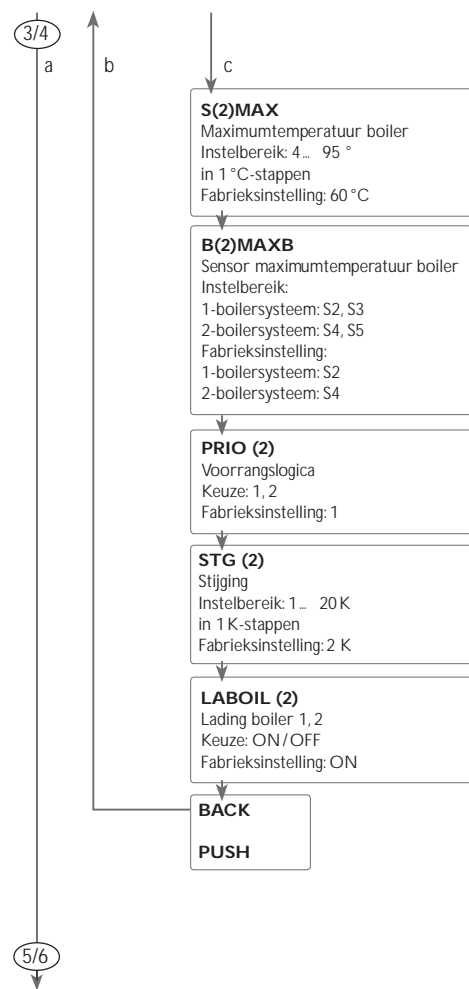 3/4
a
b
c
S(2)MAX
Maximumtemperatuur boiler
Instelbereik: 4... 95 °
in 1 °C-stappen
Fabrieksinstelling: 60 °C
B(2)MAXB
Sensor maximumtemperatuur boiler
Instelbereik:
1-boilersysteem: S2, S3
2-boilersysteem: S4, S5
Fabrieksinstelling:
1-boilersysteem: S2
2-boilersysteem: S4
PRIO (2)
Voorrangslogica
Keuze: 1, 2
Fabrieksinstelling: 1
STG (2)
Stijging
Instelbereik: 1... 20 K
in 1 K-stappen
Fabrieksinstelling: 2 K
LABOIL (2)
Lading boiler 1, 2
Keuze: ON / OFF
Fabrieksinstelling: ON
BACK
PUSH
5/6